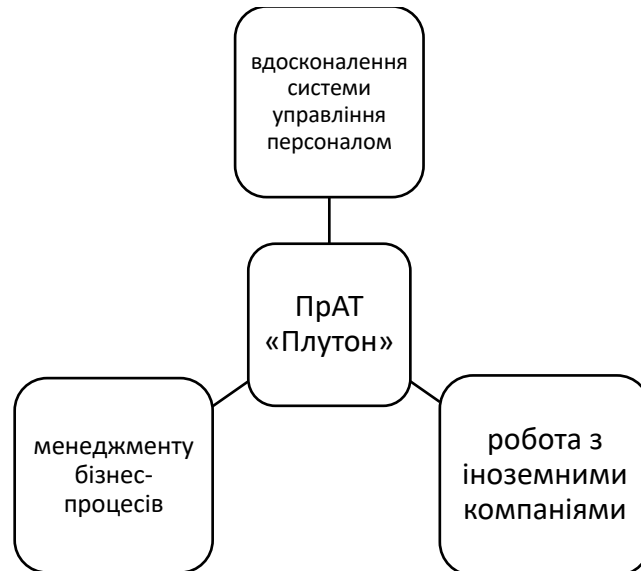 вдосконалення
системи
управління
персоналом
ПрАТ
«Плутон»
менеджменту
бізнес-
процесів
робота з
іноземними
компаніями